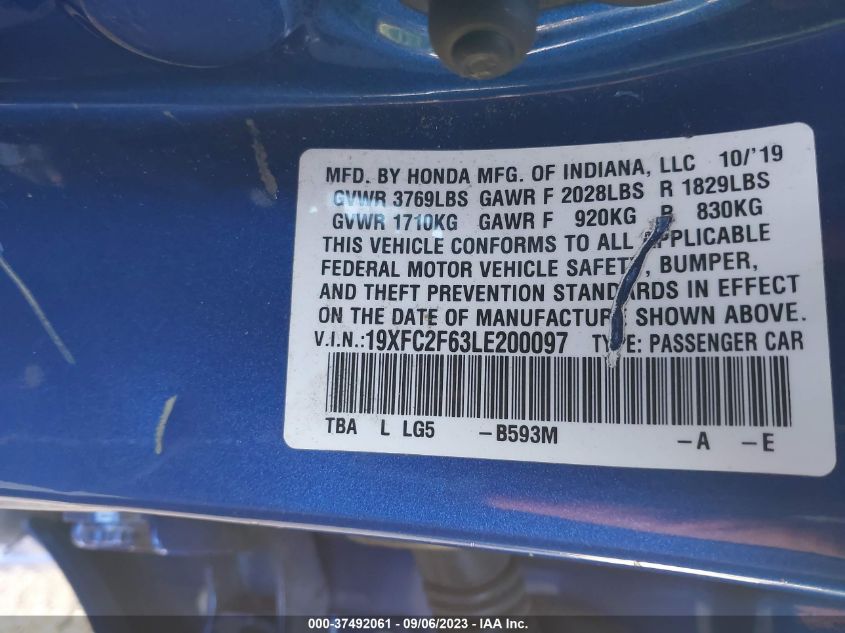 MFD. BY HONDA MFG. OF INDIANA, LLC 10/'19
GVWR 3769LBS GAWR F 2028LBS R 1829LBS
GVWR 1710KG GAWR F 920KG R 830KG
THIS VEHICLE CONFORMS TO ALL APPLICABLE
FEDERAL MOTOR VEHICLE SAFETY, BUMPER,
AND THEFT PREVENTION STANDARDS IN EFFECT
ON THE DATE OF MANUFACTURE SHOWN ABOVE.
V.I.N.:19XFC2F63LE200097 TYPE: PASSENGER CAR
TBA L LG5 -B593M -A -E
000-37492061 - 09/06/2023 - IAA Inc.